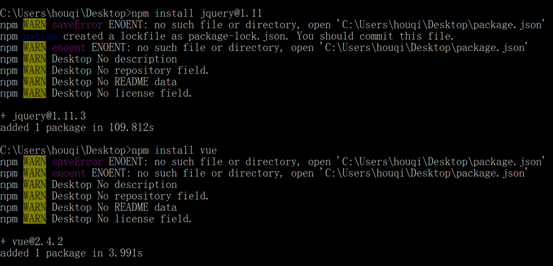 C:\Users\houqi\Desktop>npm install jquery@1.11
npm WARN saveError ENOENT: no such file or directory, open 'C:\Users\houqi\Desktop\package.json'
npm notice created a lockfile as package-lock.json. You should commit this file.
npm WARN enoent ENOENT: no such file or directory, open 'C:\Users\houqi\Desktop\package.json'
npm WARN Desktop No description
npm WARN Desktop No repository field.
npm WARN Desktop No README data
npm WARN Desktop No license field.
+ jquery@1.11.3
added 1 package in 109.812s
C:\Users\houqi\Desktop>npm install vue
npm WARN saveError ENOENT: no such file or directory, open 'C:\Users\houqi\Desktop\package.json'
npm WARN enoent ENOENT: no such file or directory, open 'C:\Users\houqi\Desktop\package.json'
npm WARN Desktop No description
npm WARN Desktop No repository field.
npm WARN Desktop No README data
npm WARN Desktop No license field.
+ vue@2.4.2
added 1 package in 3.991s